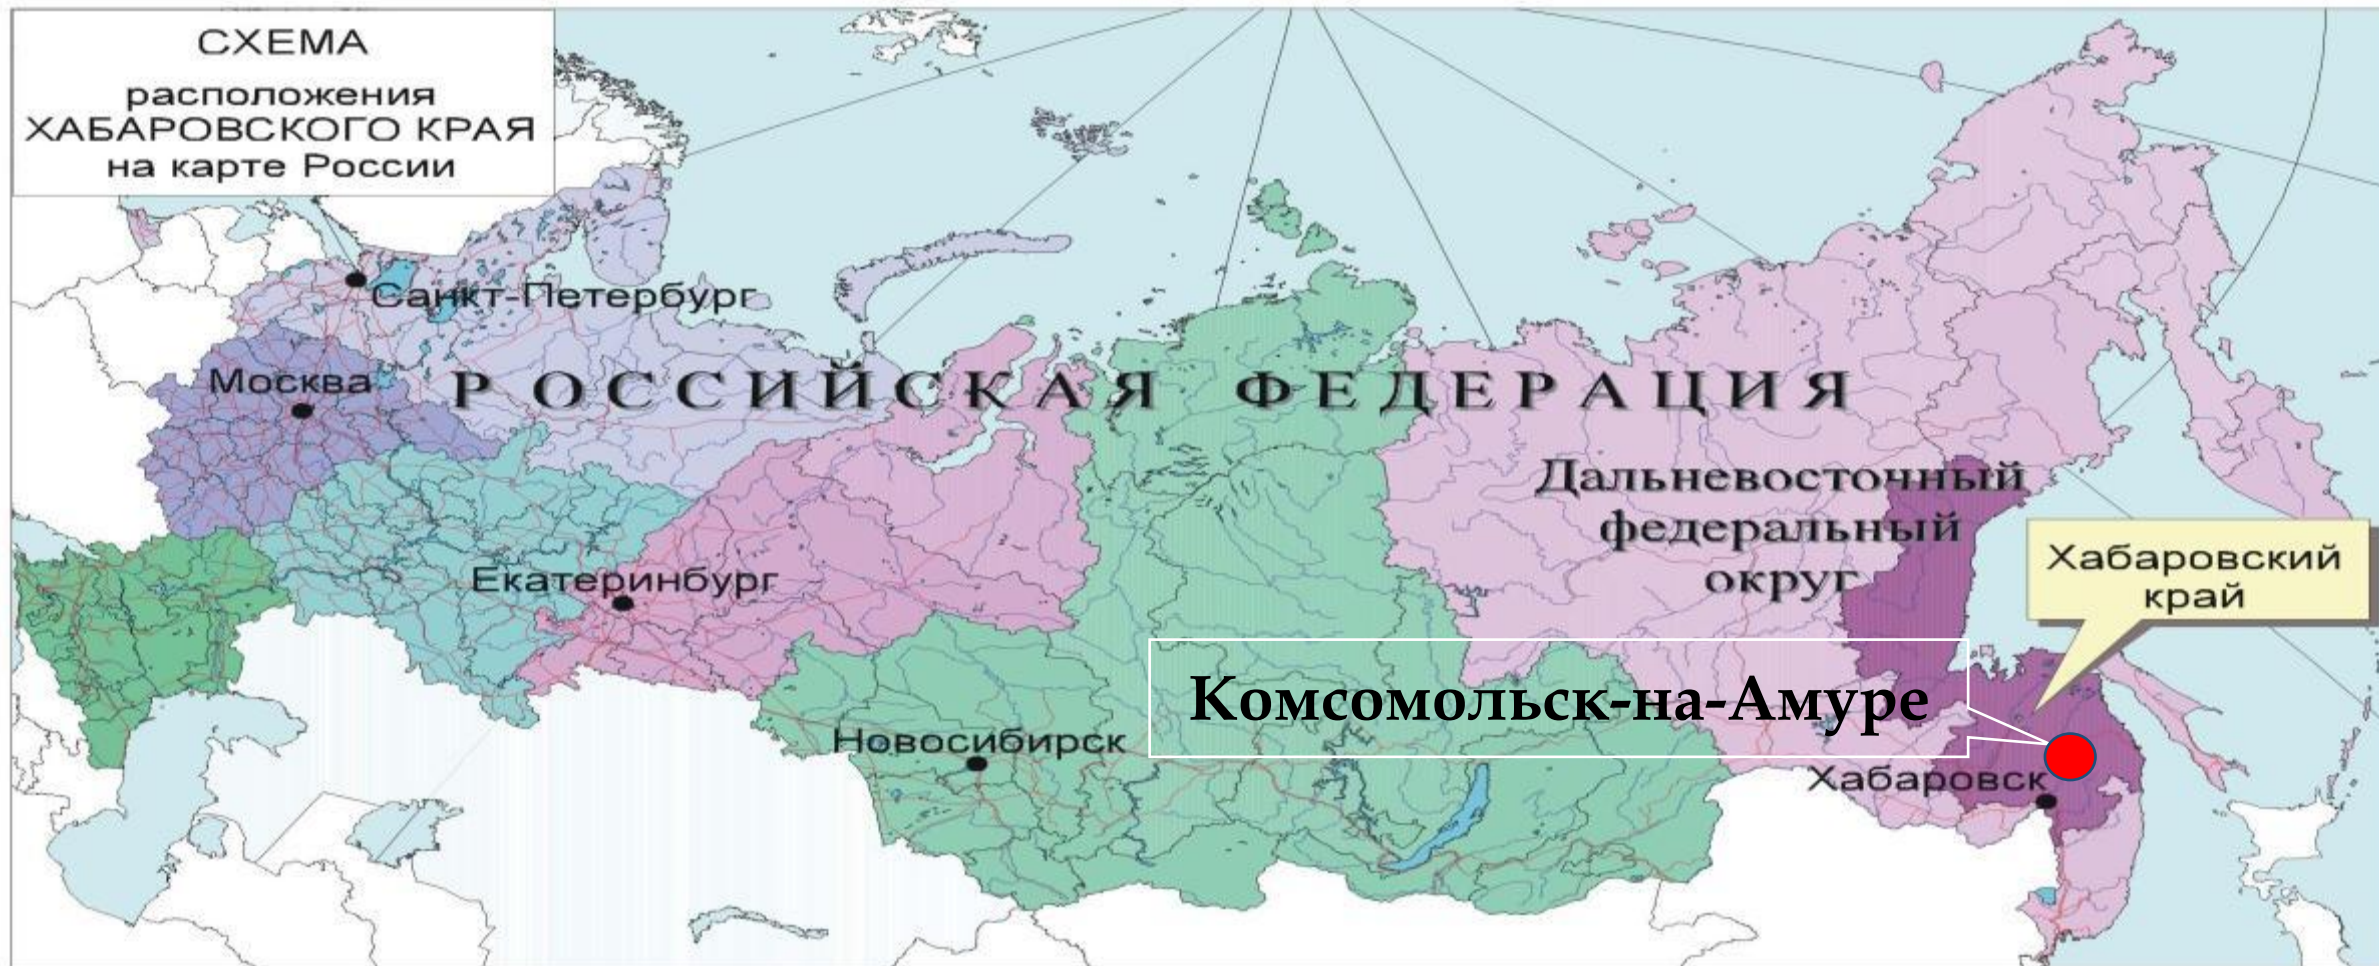 СХЕМА
расположения
ХАБАРОВСКОГО КРАЯ
на карте России
Санкт-Петербург
Москва
РОССИЙСКАЯ ФЕДЕРАЦИЯ
Дальневосточный
федеральный
округ
Хабаровский
край
Екатеринбург
Комсомольск-на-Амуре
Новосибирск
Хабаровск